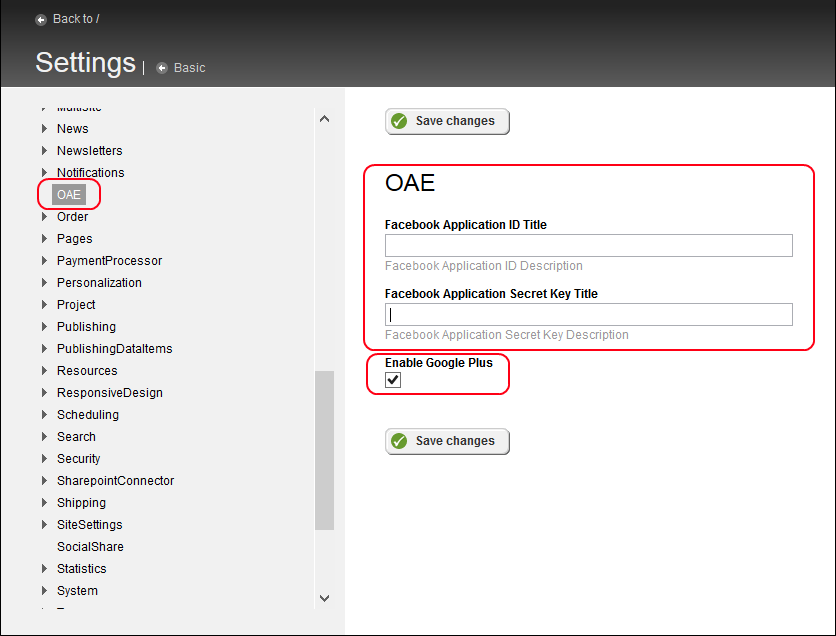 Back to /
Settings | Basic
Multisite
News
Newsletters
Notifications
OAE
Order
Pages
PaymentProcessor
Personalization
Project
Publishing
PublishingDataItems
Resources
ResponsiveDesign
Scheduling
Search
Security
SharepointConnector
Shipping
SiteSettings
SocialShare
Statistics
System
Save changes
OAE
Facebook Application ID Title
Facebook Application ID Description
Facebook Application Secret Key Title
Facebook Application Secret Key Description
Enable Google Plus
Save changes